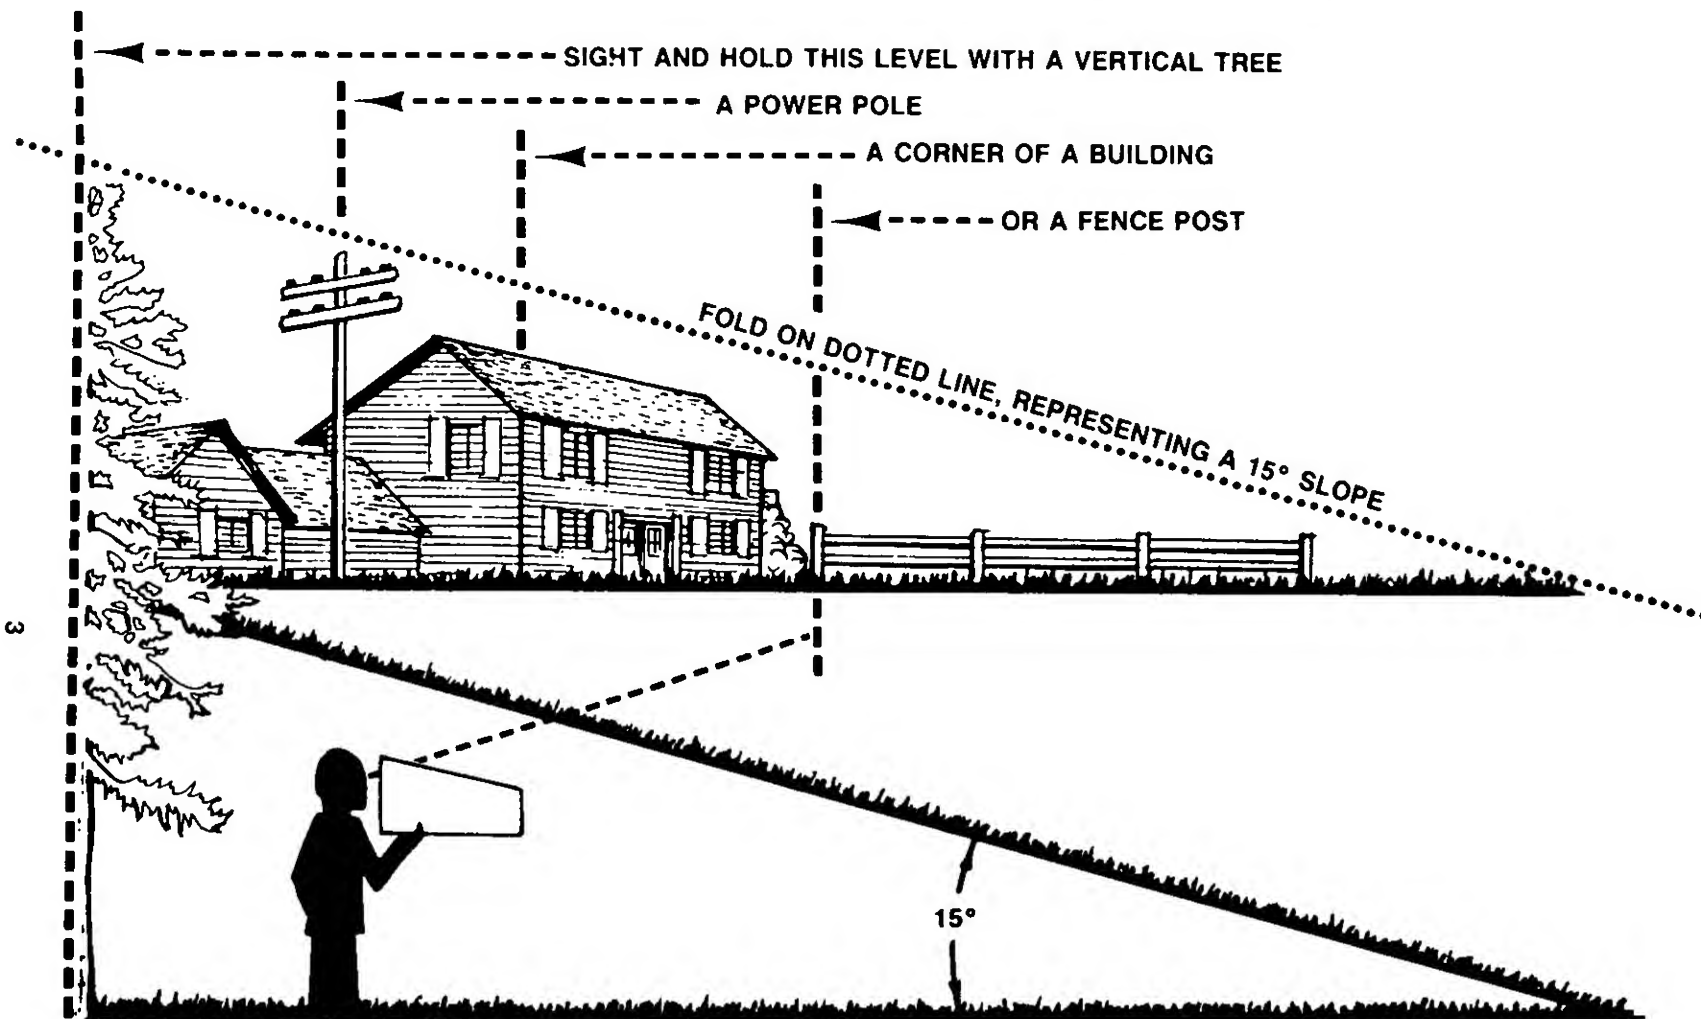 SIGHT AND HOLD THIS LEVEL WITH A VERTICAL TREE
A POWER POLE
A CORNER OF A BUILDING
OR A FENCE POST
FOLD ON DOTTED LINE, REPRESENTING A 15° SLOPE
3
15°